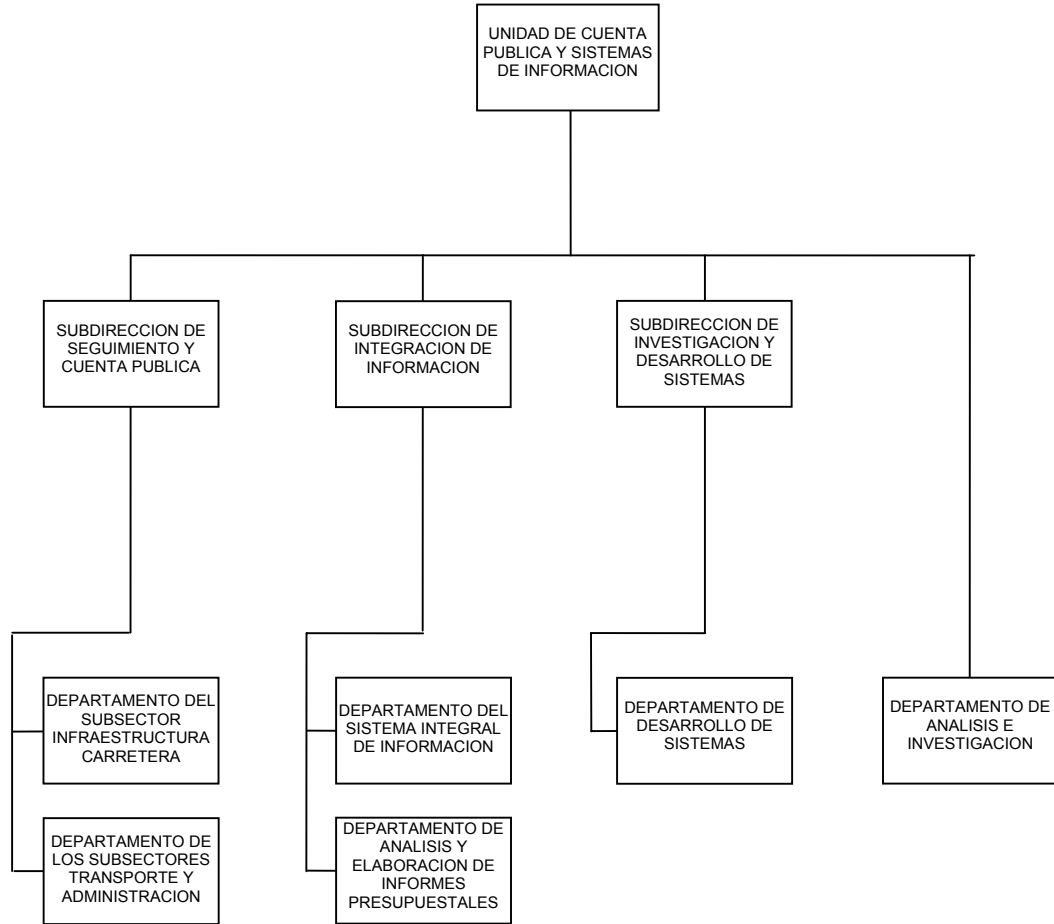 UNIDAD DE CUENTA
PUBLICA Y SISTEMAS
DE INFORMACION
SUBDIRECCION DE
SEGUIMIENTO Y
CUENTA PUBLICA
SUBDIRECCION DE
INTEGRACION DE
INFORMACION
SUBDIRECCION DE
INVESTIGACION Y
DESARROLLO DE
SISTEMAS
DEPARTAMENTO DEL
SUBSECTOR
INFRAESTRUCTURA
CARRETERA
DEPARTAMENTO DEL
SISTEMA INTEGRAL
DE INFORMACION
DEPARTAMENTO DE
DESARROLLO DE
SISTEMAS
DEPARTAMENTO DE
ANALISIS E
INVESTIGACION
DEPARTAMENTO DE
LOS SUBSECTORES
TRANSPORTE Y
ADMINISTRACION
DEPARTAMENTO DE
ANALISIS Y
ELABORACION DE
INFORMES
PRESUPUESTALES